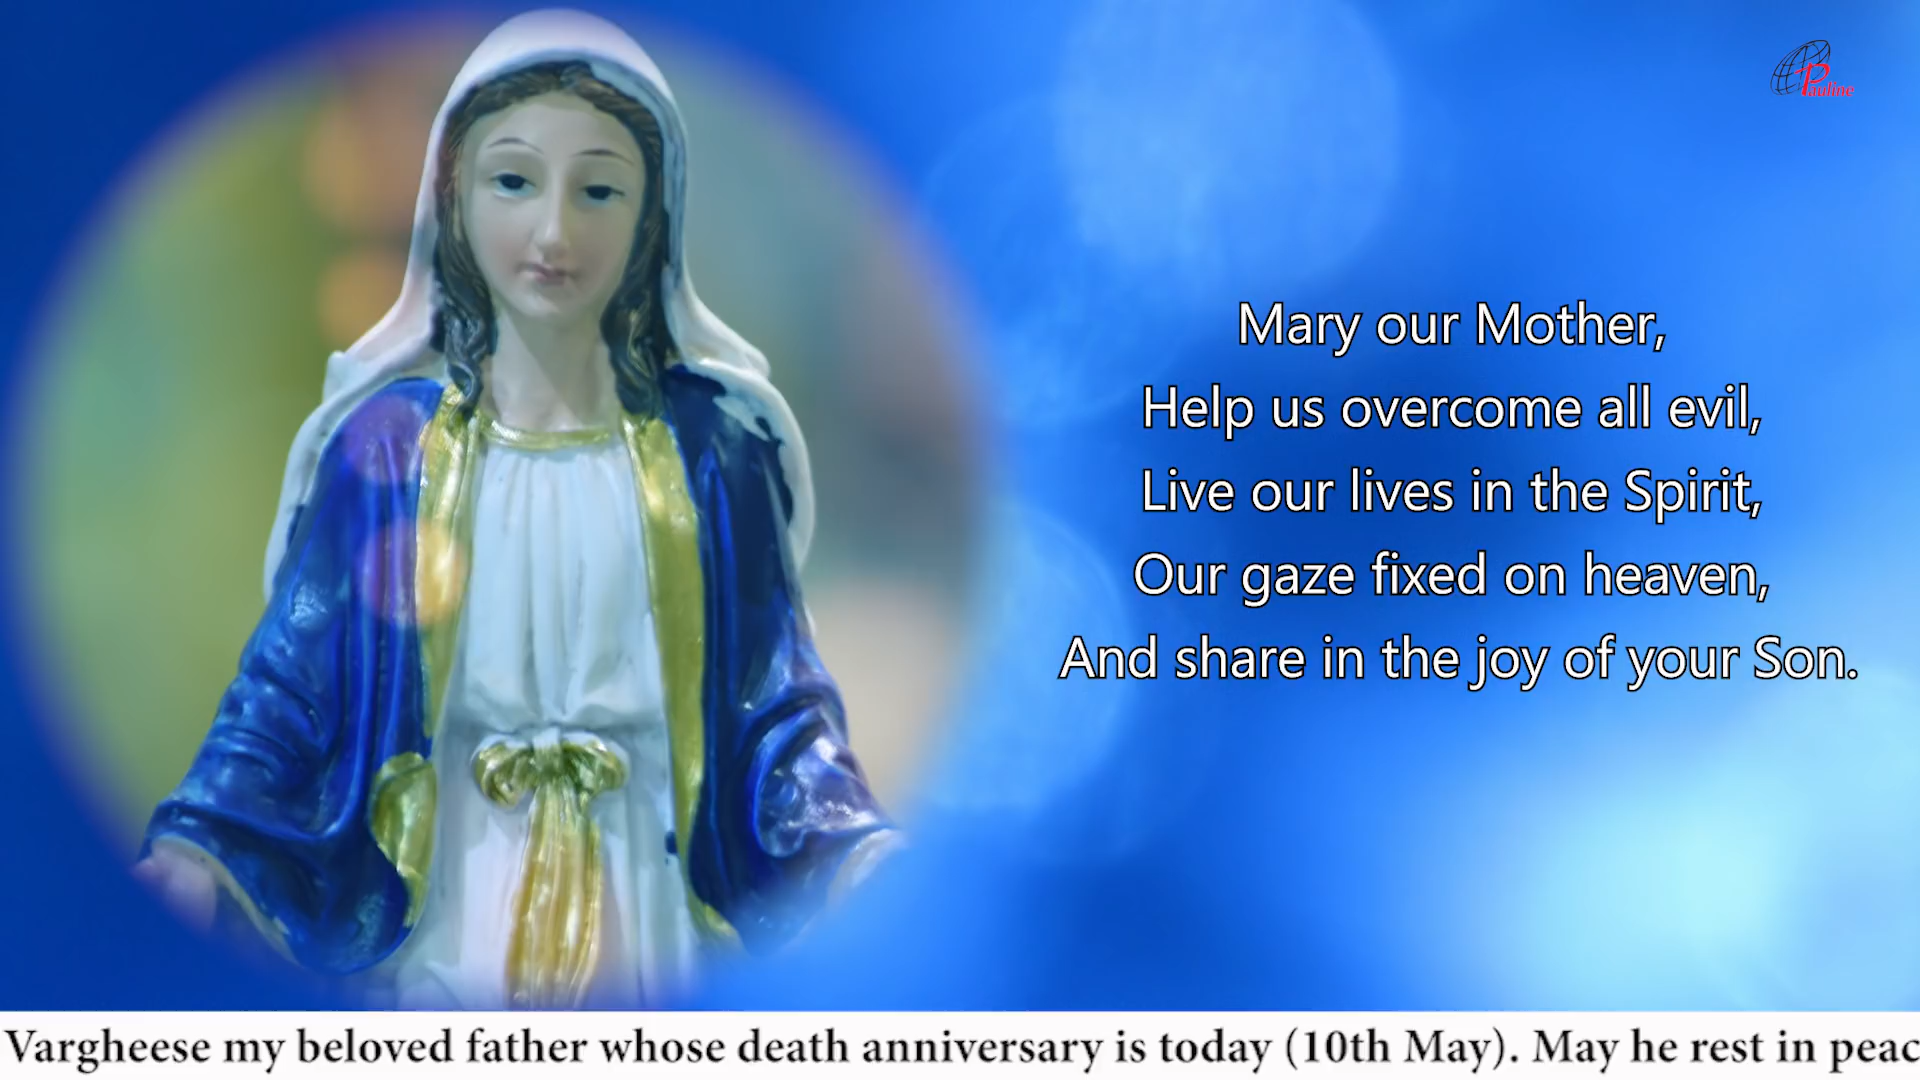 Pauline
Mary our Mother,
Help us overcome all evil,
Live our lives in the Spirit,
Our gaze fixed on heaven,
And share in the joy of your Son.
Vargheese my beloved father whose death anniversary is today (10th May). May he rest in peac